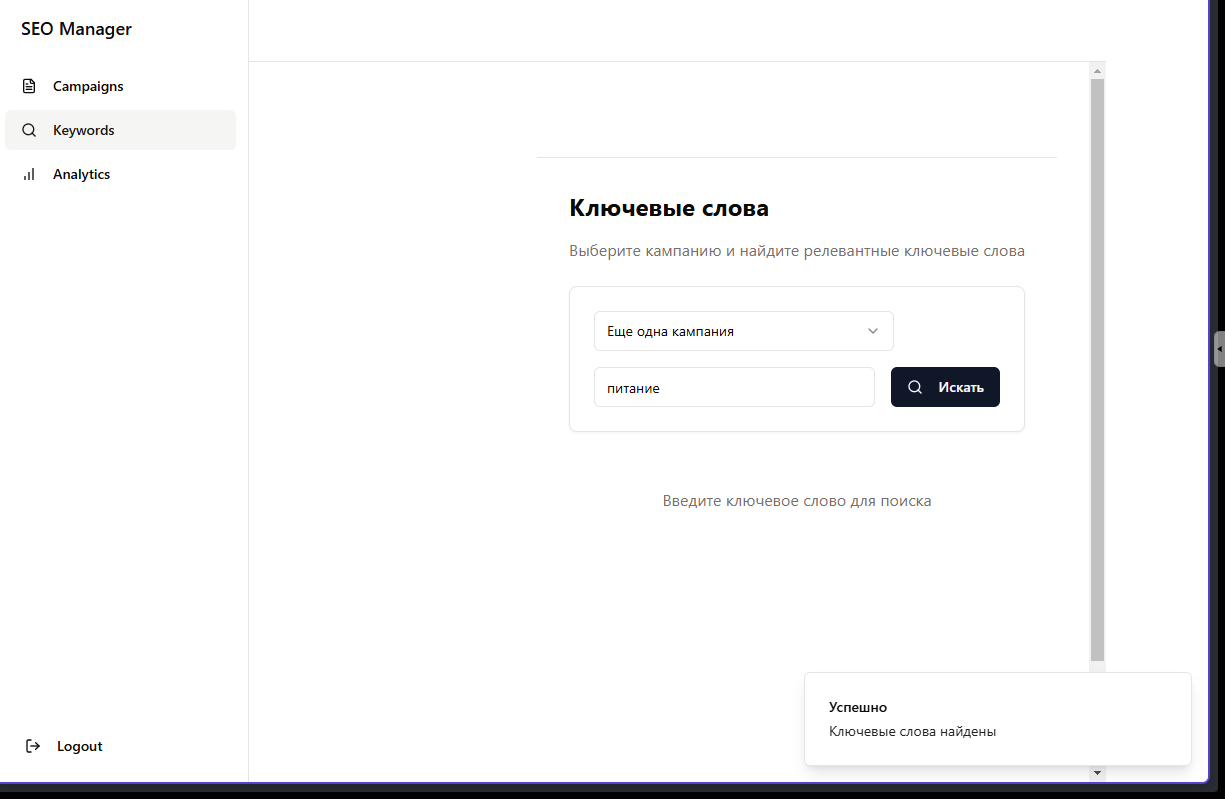 SEO Manager
Campaigns
Keywords
Analytics
Ключевые слова
Выберите кампанию и найдите релевантные ключевые слова
Еще одна кампания
питание
Искать
Введите ключевое слово для поиска
Успешно
Ключевые слова найдены
Logout